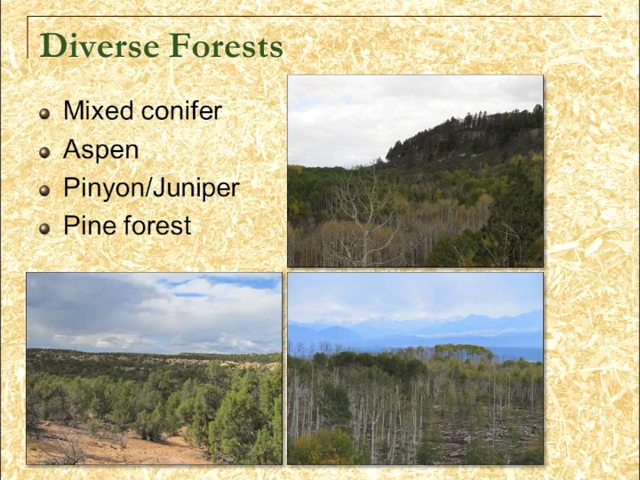 Diverse Forests
Mixed conifer
Aspen
Pinyon/Juniper
Pine forest